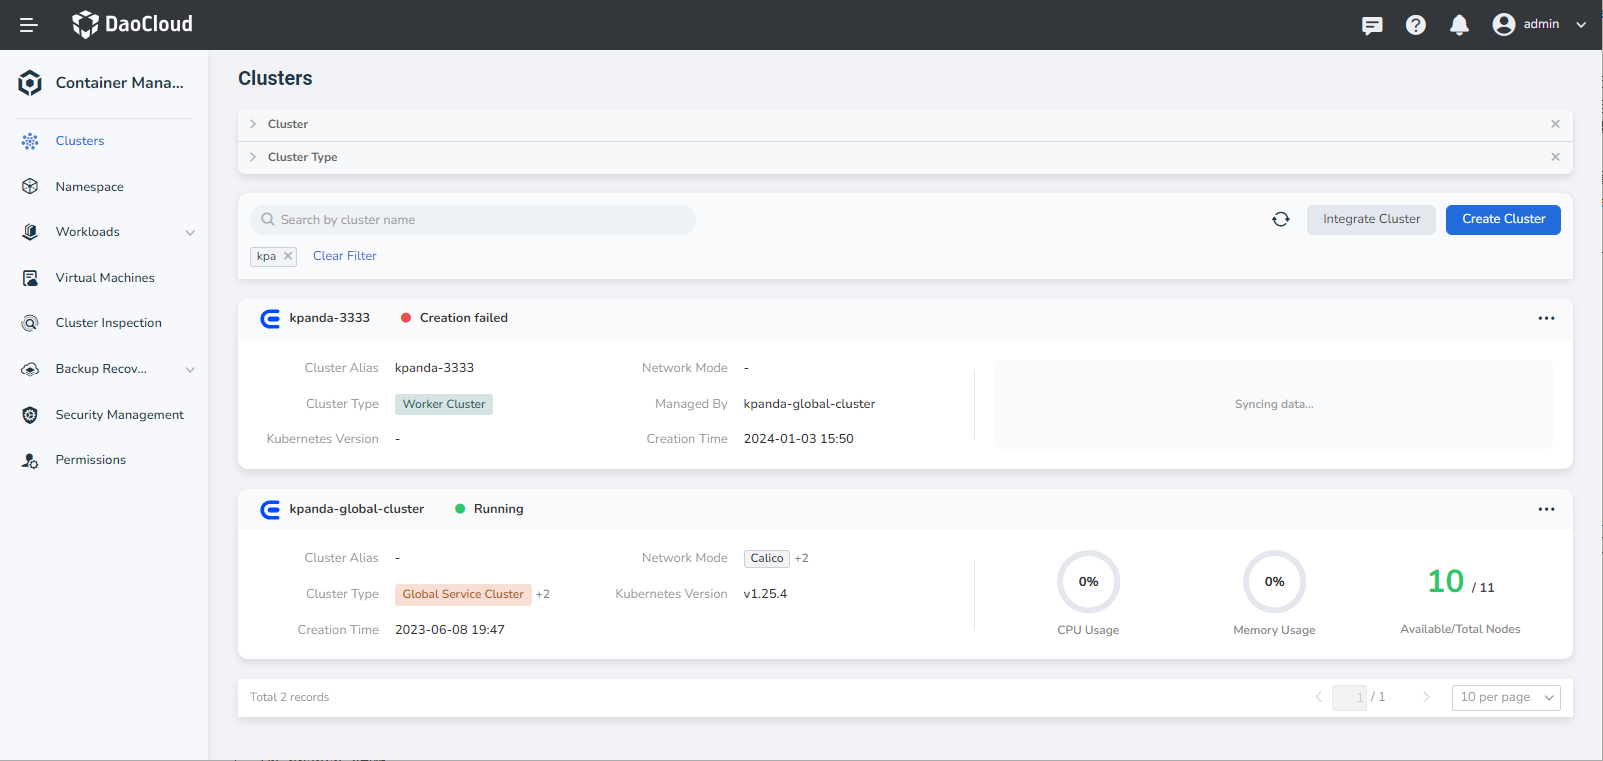 DaoCloud
admin
Container Mana...
Clusters
Namespace
Workloads
Virtual Machines
Cluster Inspection
Backup Recov...
Security Management
Permissions
Clusters
Cluster
Cluster Type
Search by cluster name
Integrate Cluster
Create Cluster
kpa
Clear Filter
kpanda-3333
Creation failed
Cluster Alias kpanda-3333
Network Mode -
Cluster Type Worker Cluster
Managed By kpanda-global-cluster
Kubernetes Version -
Creation Time 2024-01-03 15:50
Syncing data...
kpanda-global-cluster
Running
Cluster Alias -
Network Mode Calico +2
Cluster Type Global Service Cluster +2
Kubernetes Version v1.25.4
Creation Time 2023-06-08 19:47
0%
CPU Usage
0%
Memory Usage
10 / 11
Available/Total Nodes
Total 2 records
1 / 1
10 per page